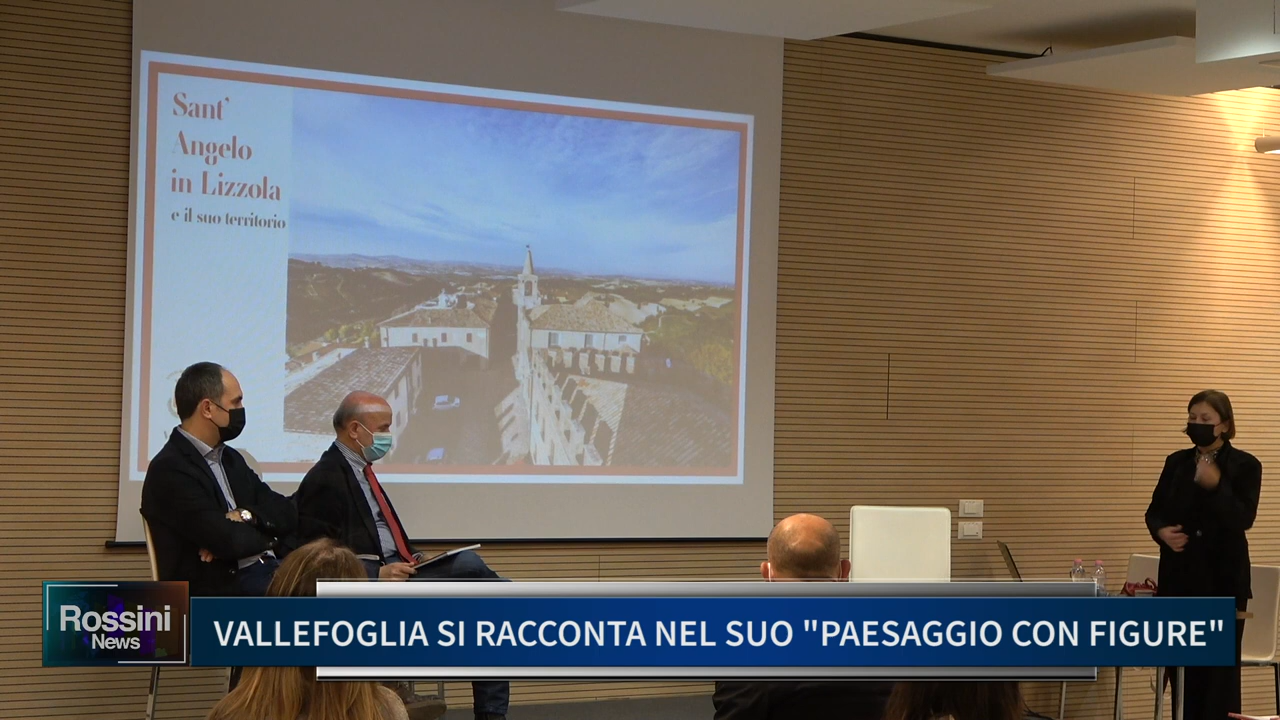 Sant'
Angelo
in Lizzola
e il suo territorio
Rossini
News
VALLEFOGLIA SI RACCONTA NEL SUO "PAESAGGIO CON FIGURE"